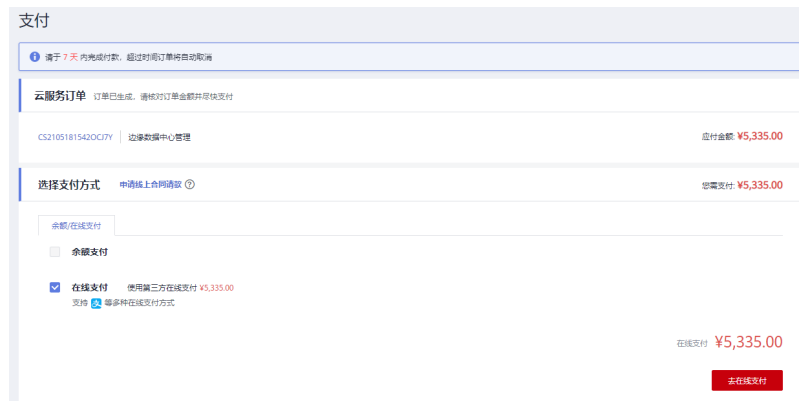 支付
请于 7 天 内完成付款，超过时间订单将自动取消
云服务订单 订单已生成，请核对订单金额并尽快支付
CS2105181542OCJ7Y 边缘数据中心管理 应付金额: ¥5,335.00
选择支付方式 申请线上合同请款 ? 您需支付: ¥5,335.00
余额/在线支付
余额支付
在线支付 使用第三方在线支付 ¥5,335.00
支持 支 等多种在线支付方式
在线支付 ¥5,335.00
去在线支付